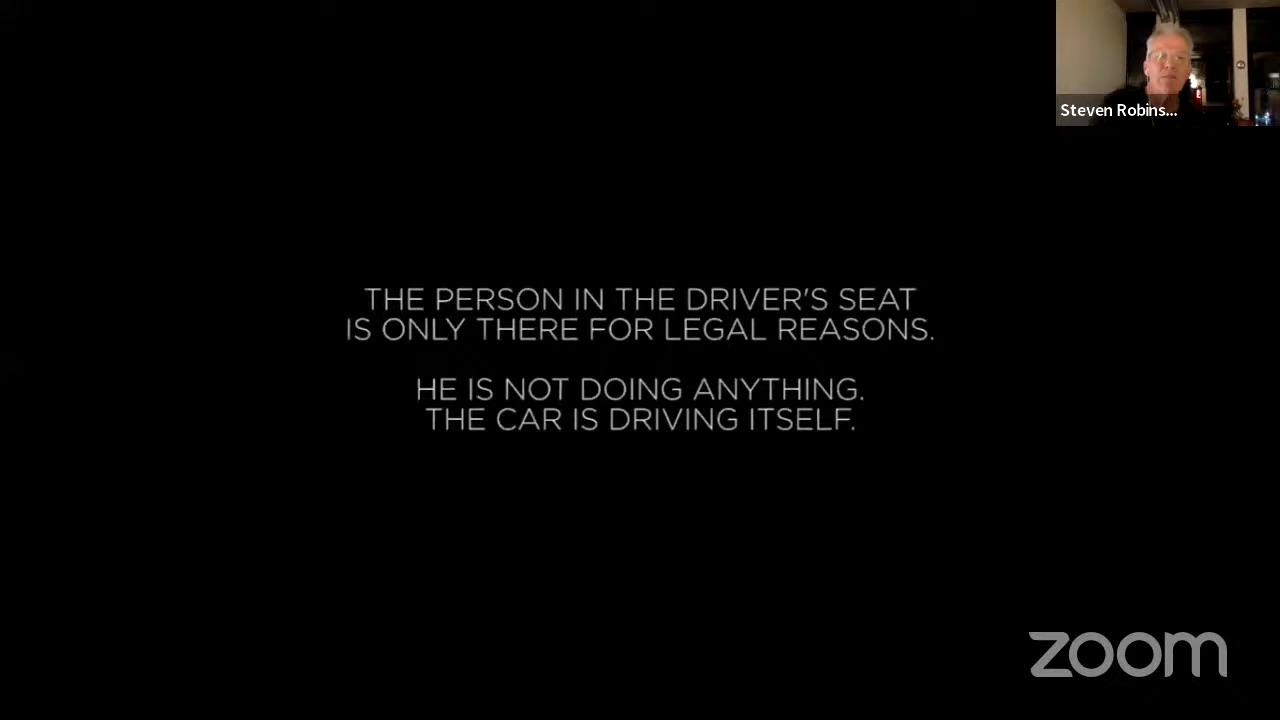 Steven Robins...
THE PERSON IN THE DRIVER'S SEAT
IS ONLY THERE FOR LEGAL REASONS.
HE IS NOT DOING ANYTHING.
THE CAR IS DRIVING ITSELF.
zoom